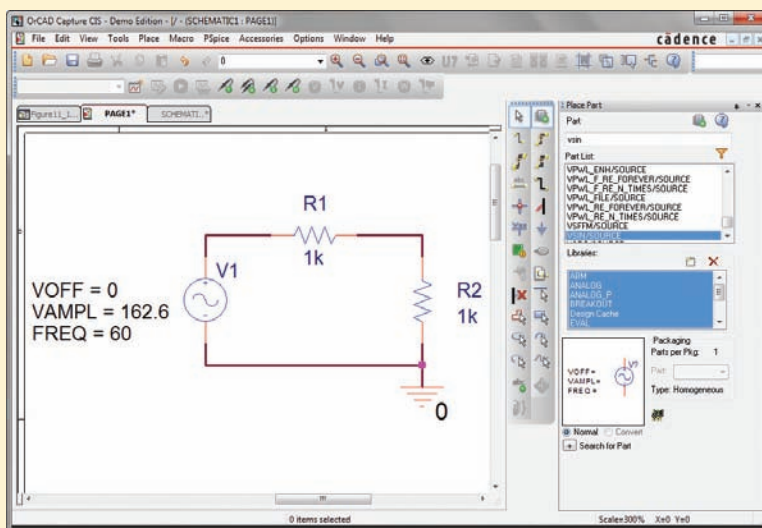 OrCAD Capture CIS - Demo Edition - [/ - (SCHEMATIC1 : PAGE1)]
File Edit View Tools Place Macro PSpice Accessories Options Window Help
cādence
0
U?
PAGE1*
SCHEMATI...*
R1
1k
V1
R2
1k
VOFF = 0
VAMPL = 162.6
FREQ = 60
0
0 items selected
Scale=300% X=0 Y=0
Place Part
Part
vsin
Part List:
VPWL_ENH/SOURCE
VPWL_F_RE_FOREVER/SOURCE
VPWL_F_RE_N_TIMES/SOURCE
VPWL_FILE/SOURCE
VPWL_RE_FOREVER/SOURCE
VPWL_RE_N_TIMES/SOURCE
VSFFM/SOURCE
VSIN/SOURCE
Libraries:
ABM
ANALOG
ANALOG_P
BREAKOUT
Design Cache
EVAL
Packaging
Parts per Pkg: 1
Part:
Type: Homogeneous
VOFF =
VAMPL=
FREQ =
V?
Normal Convert
Search for Part